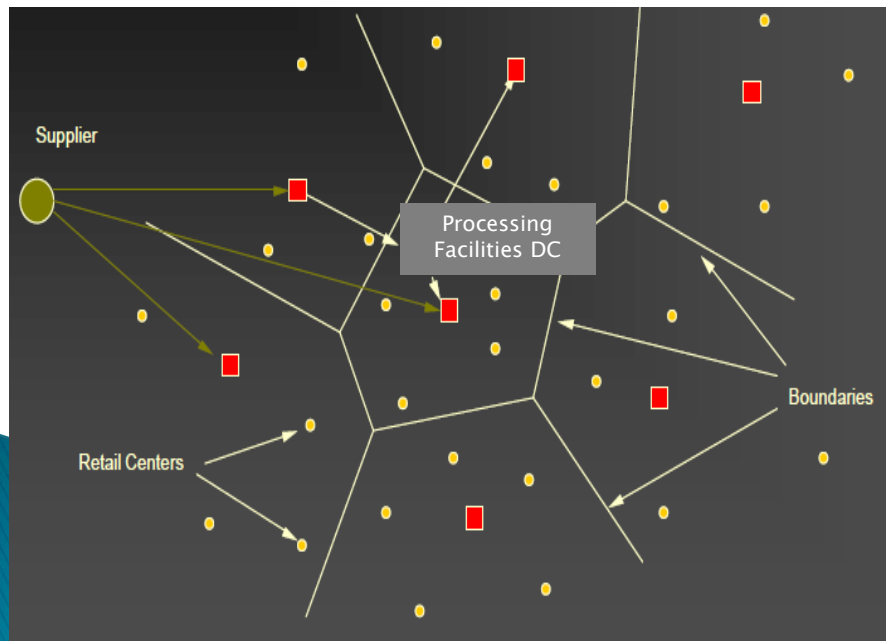 Supplier
Processing
Facilities DC
Boundaries
Retail Centers